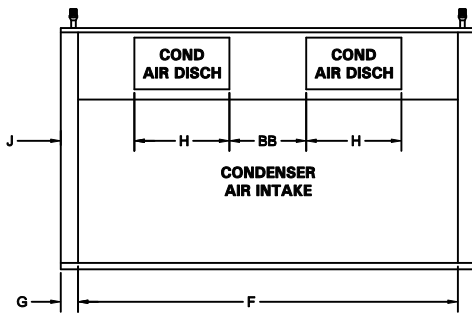 COND
AIR DISCH
COND
AIR DISCH
J
H
BB
H
CONDENSER
AIR INTAKE
G
F